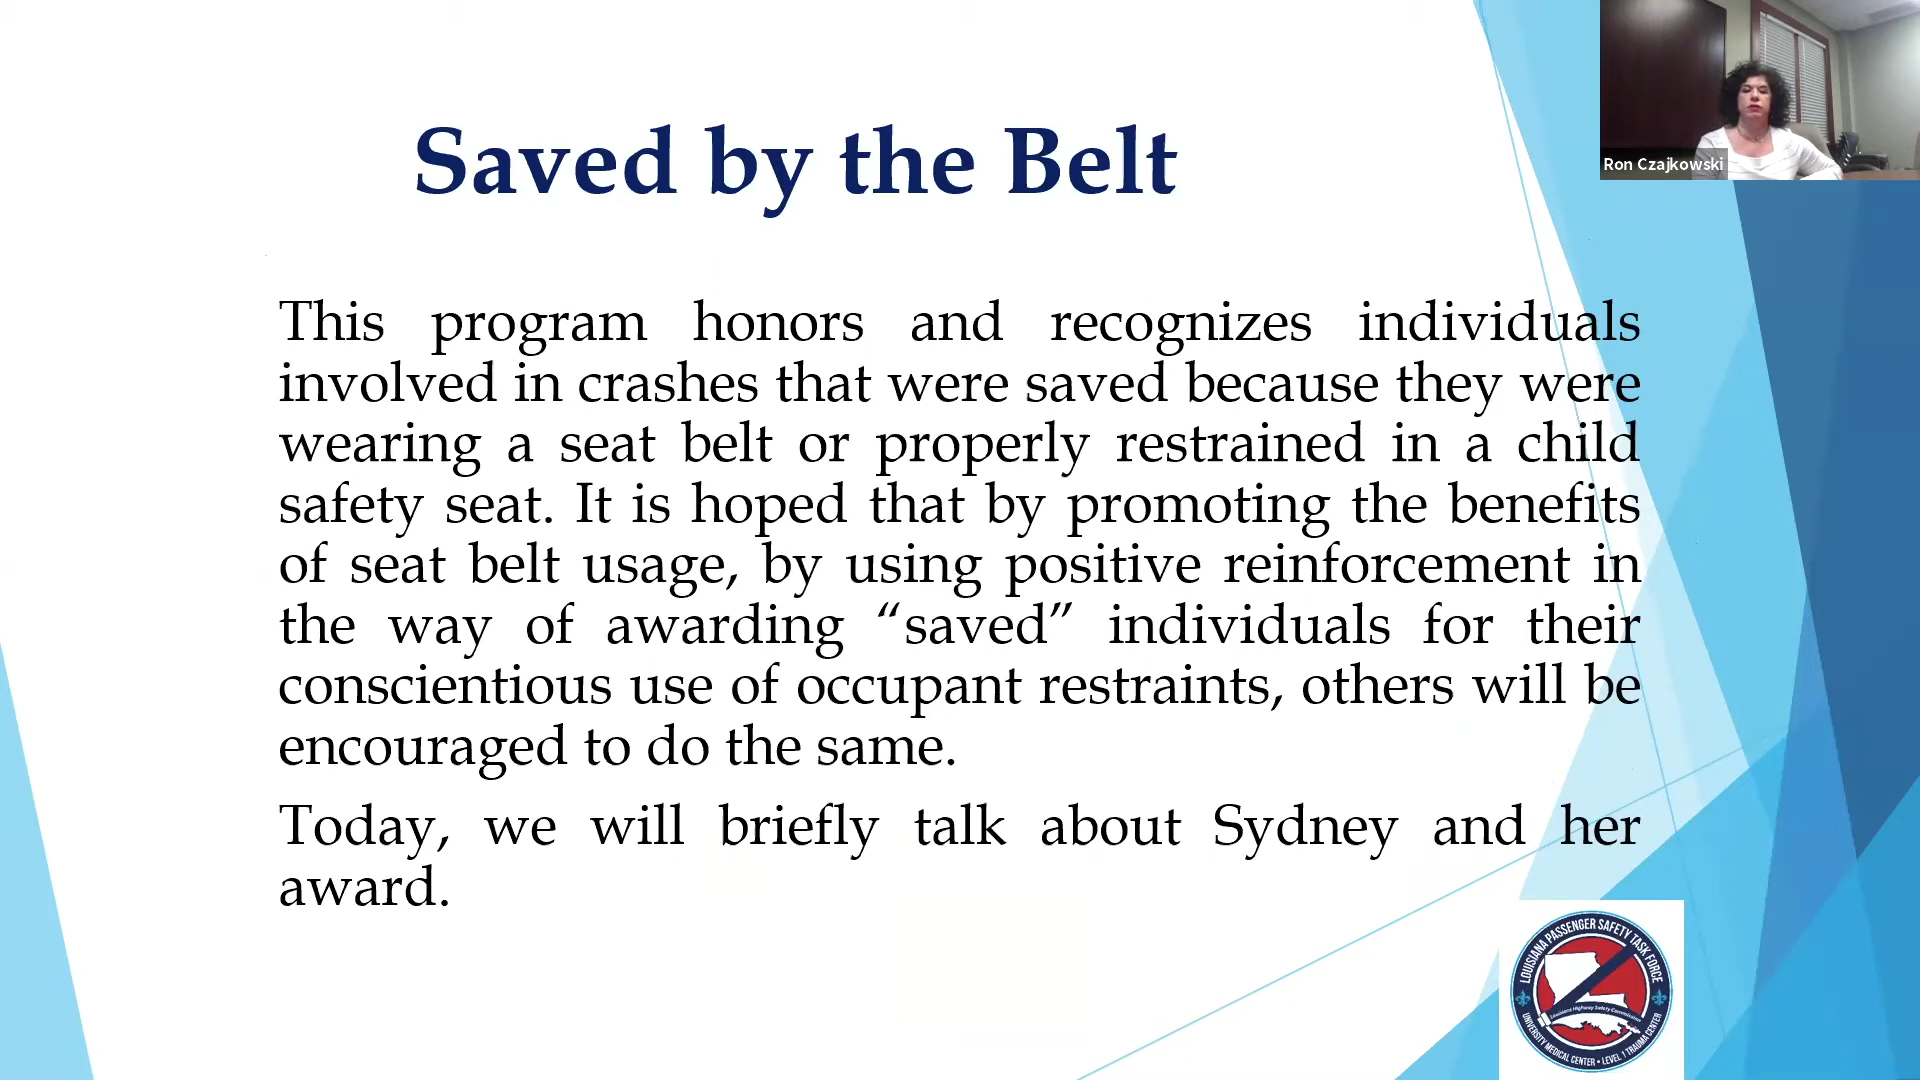 Saved by the Belt
Ron Czajkowski
This program honors and recognizes individuals
involved in crashes that were saved because they were
wearing a seat belt or properly restrained in a child
safety seat. It is hoped that by promoting the benefits
of seat belt usage, by using positive reinforcement in
the way of awarding “saved” individuals for their
conscientious use of occupant restraints, others will be
encouraged to do the same.
Today, we will briefly talk about Sydney and her
award.
LOUISIANA PASSENGER SAFETY TASK FORCE
Louisiana Highway Safety Commission
UNIVERSITY MEDICAL CENTER • LEVEL 1 TRAUMA CENTER